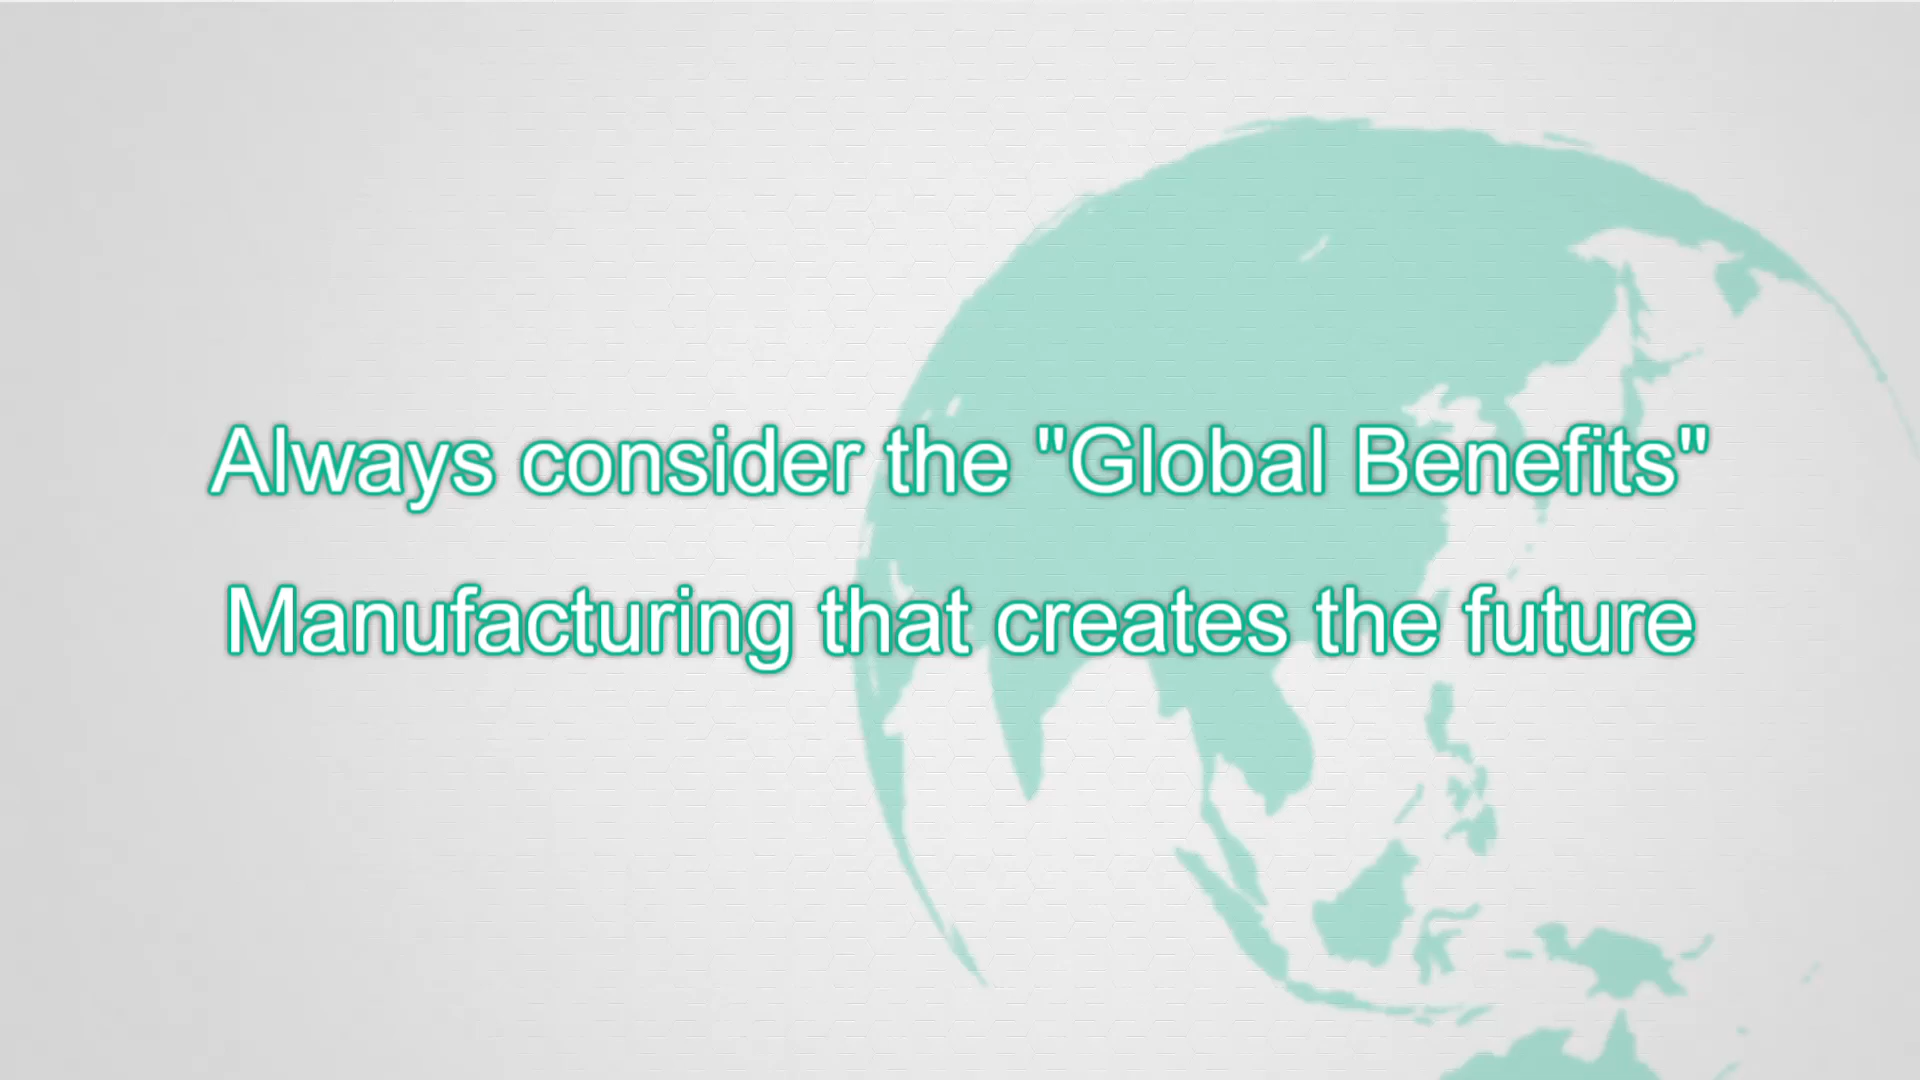 Always consider the "Global Benefits"
Manufacturing that creates the future